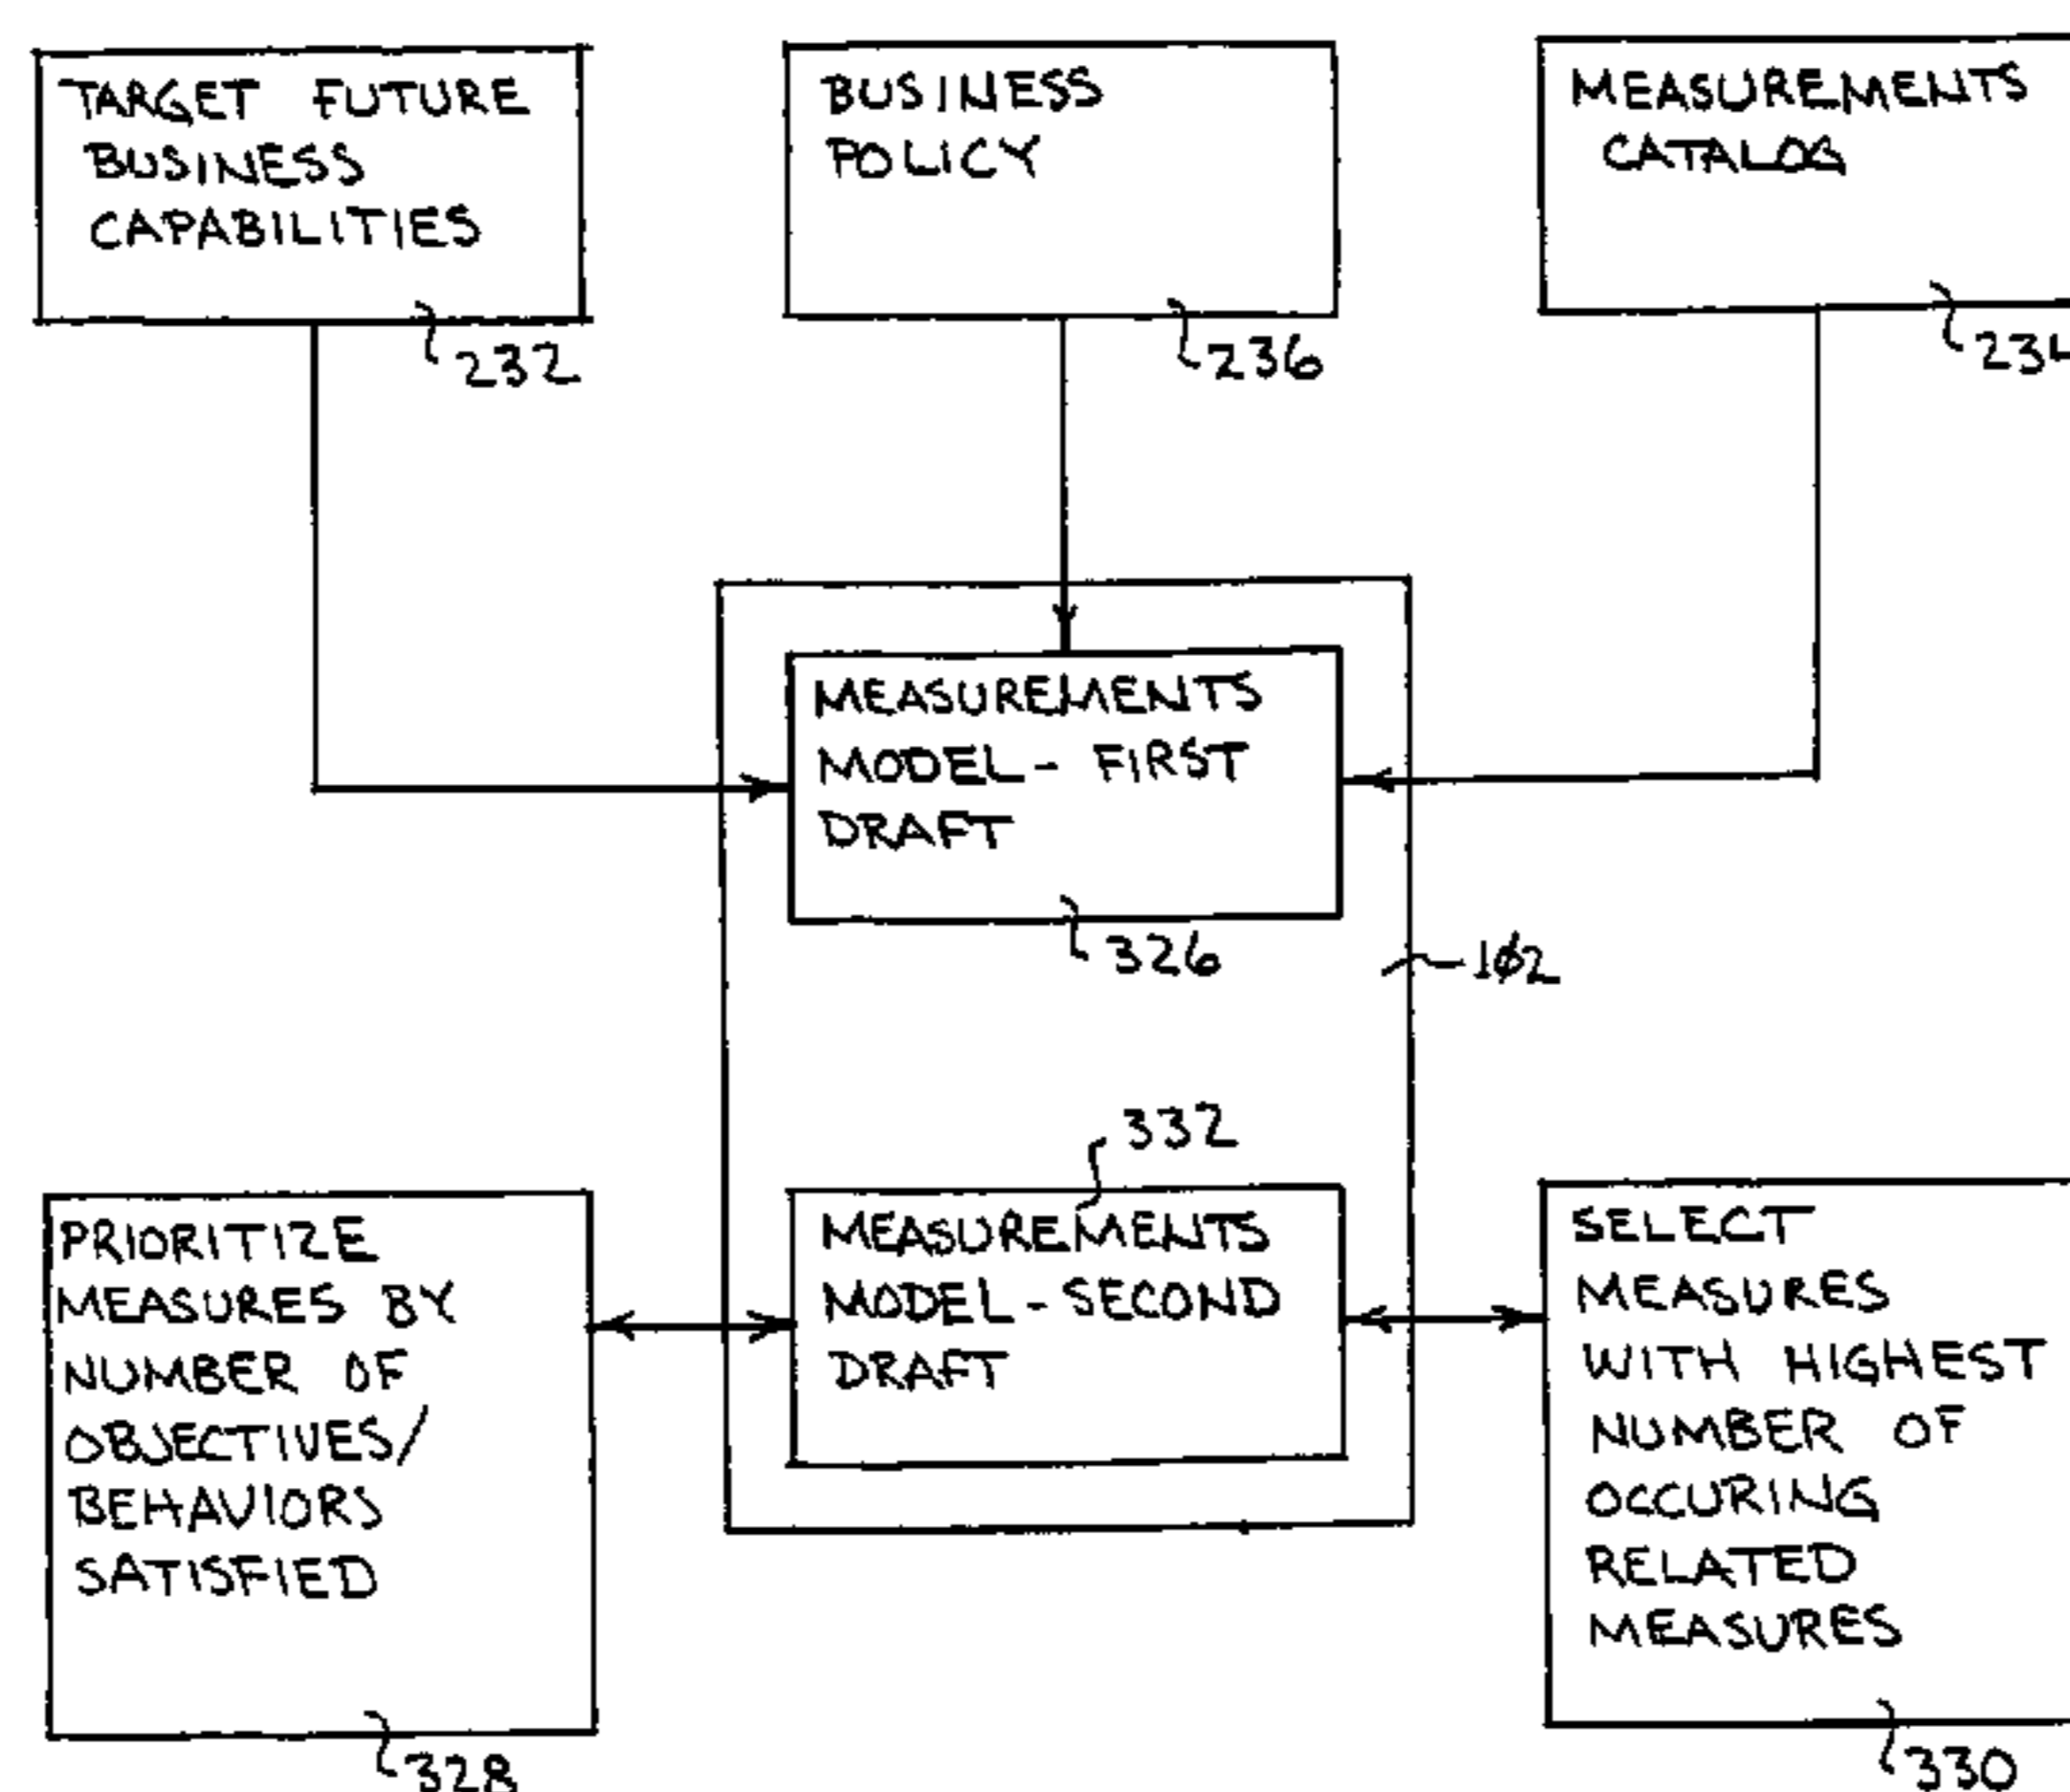 TARGET FUTURE
BUSINESS
CAPABILITIES
232
BUSINESS
POLICY
236
MEASUREMENTS
CATALOG
MEASUREMENTS
MODEL - FIRST
DRAFT
326
102
332
MEASUREMENTS
MODEL - SECOND
DRAFT
PRIORITIZE
MEASURES BY
NUMBER OF
OBJECTIVES/
BEHAVIORS
SATISFIED
328
SELECT
MEASURES
WITH HIGHEST
NUMBER OF
OCCURING
RELATED
MEASURES
330